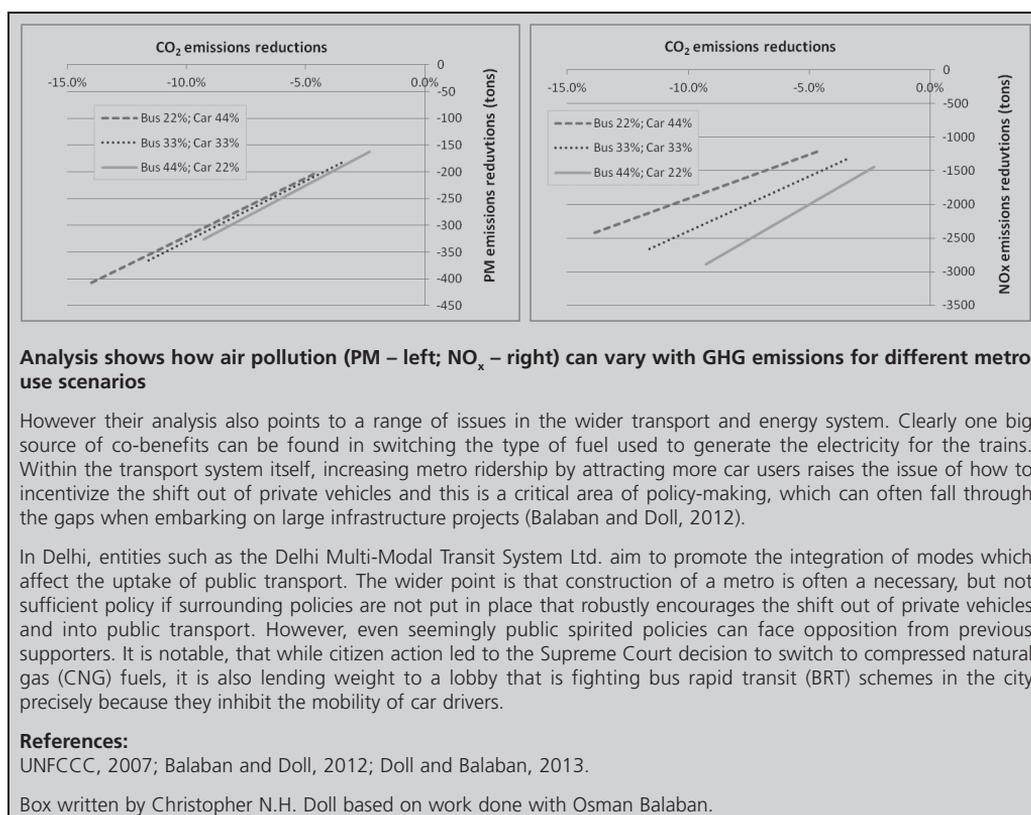 CO2 emissions reductions
-15.0% -10.0% -5.0% 0.0%
0
-50
-100
-150
-200
-250
-300
-350
-400
-450
PM emissions reduvtions (tons)
Bus 22%; Car 44%
Bus 33%; Car 33%
Bus 44%; Car 22%
CO2 emissions reductions
-15.0% -10.0% -5.0% 0.0%
0
-500
-1000
-1500
-2000
-2500
-3000
-3500
NOx emissions reduvtions (tons)
Bus 22%; Car 44%
Bus 33%; Car 33%
Bus 44%; Car 22%
Analysis shows how air pollution (PM – left; NOx – right) can vary with GHG emissions for different metro
use scenarios
However their analysis also points to a range of issues in the wider transport and energy system. Clearly one big
source of co-benefits can be found in switching the type of fuel used to generate the electricity for the trains.
Within the transport system itself, increasing metro ridership by attracting more car users raises the issue of how to
incentivize the shift out of private vehicles and this is a critical area of policy-making, which can often fall through
the gaps when embarking on large infrastructure projects (Balaban and Doll, 2012).
In Delhi, entities such as the Delhi Multi-Modal Transit System Ltd. aim to promote the integration of modes which
affect the uptake of public transport. The wider point is that construction of a metro is often a necessary, but not
sufficient policy if surrounding policies are not put in place that robustly encourages the shift out of private vehicles
and into public transport. However, even seemingly public spirited policies can face opposition from previous
supporters. It is notable, that while citizen action led to the Supreme Court decision to switch to compressed natural
gas (CNG) fuels, it is also lending weight to a lobby that is fighting bus rapid transit (BRT) schemes in the city
precisely because they inhibit the mobility of car drivers.
References:
UNFCCC, 2007; Balaban and Doll, 2012; Doll and Balaban, 2013.
Box written by Christopher N.H. Doll based on work done with Osman Balaban.